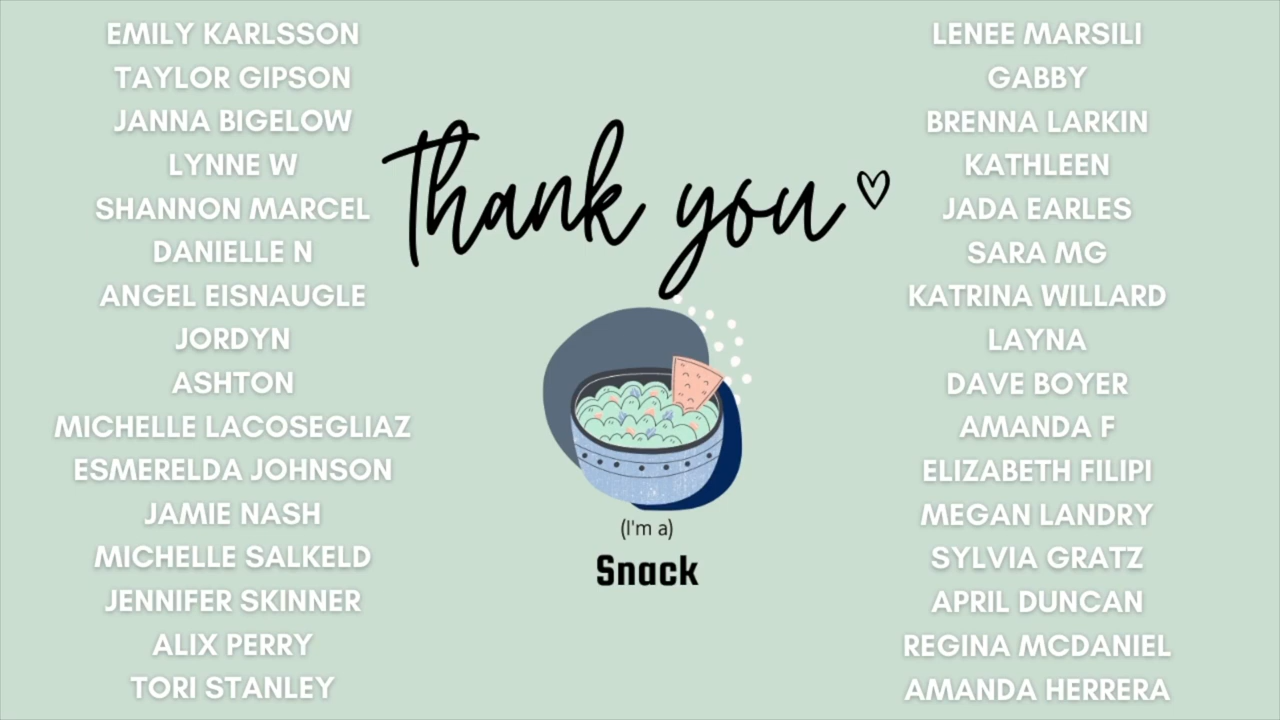 EMILY KARLSSON
TAYLOR GIPSON
JANNA BIGELOW
LYNNE W
SHANNON MARCEL
DANIELLE N
ANGEL EISNAUGLE
JORDYN
ASHTON
MICHELLE LACOSEGLIAZ
ESMERELDA JOHNSON
JAMIE NASH
MICHELLE SALKELD
JENNIFER SKINNER
ALIX PERRY
TORI STANLEY
Thank you
(I'm a)
Snack
LENEE MARSILI
GABBY
BRENNA LARKIN
KATHLEEN
JADA EARLES
SARA MG
KATRINA WILLARD
LAYNA
DAVE BOYER
AMANDA F
ELIZABETH FILIPI
MEGAN LANDRY
SYLVIA GRATZ
APRIL DUNCAN
REGINA MCDANIEL
AMANDA HERRERA